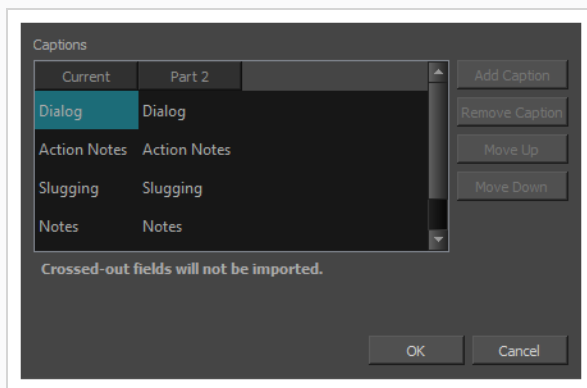 Captions
Current Part 2
Dialog Dialog
Action Notes Action Notes
Slugging Slugging
Notes Notes
Add Caption
Remove Caption
Move Up
Move Down
Crossed-out fields will not be imported.
OK Cancel